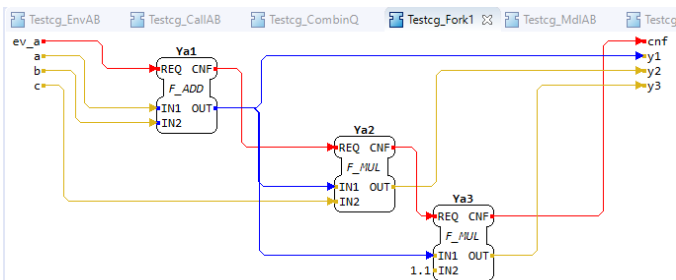 Testcg_EnvAB Testcg_CallAB Testcg_CombinQ Testcg_Fork1 Testcg_MdlAB Testcg
ev_a
a
b
c
Ya1
REQ CNF
F_ADD
IN1 OUT
IN2
Ya2
REQ CNF
F_MUL
IN1 OUT
IN2
Ya3
REQ CNF
F_MUL
IN1 OUT
1.1 IN2
cnf
y1
y2
y3